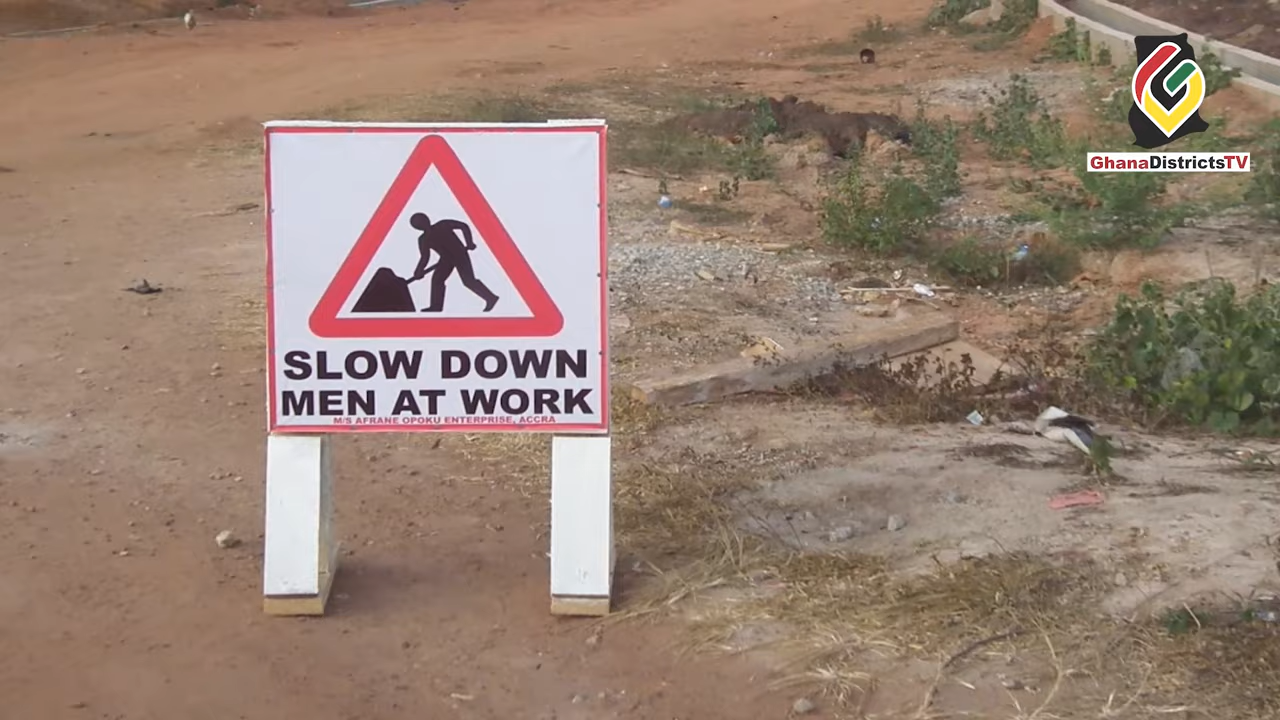 GhanaDistrictsTV
SLOW DOWN
MEN AT WORK
M/S AFRANE OPOKU ENTERPRISE, ACCRA